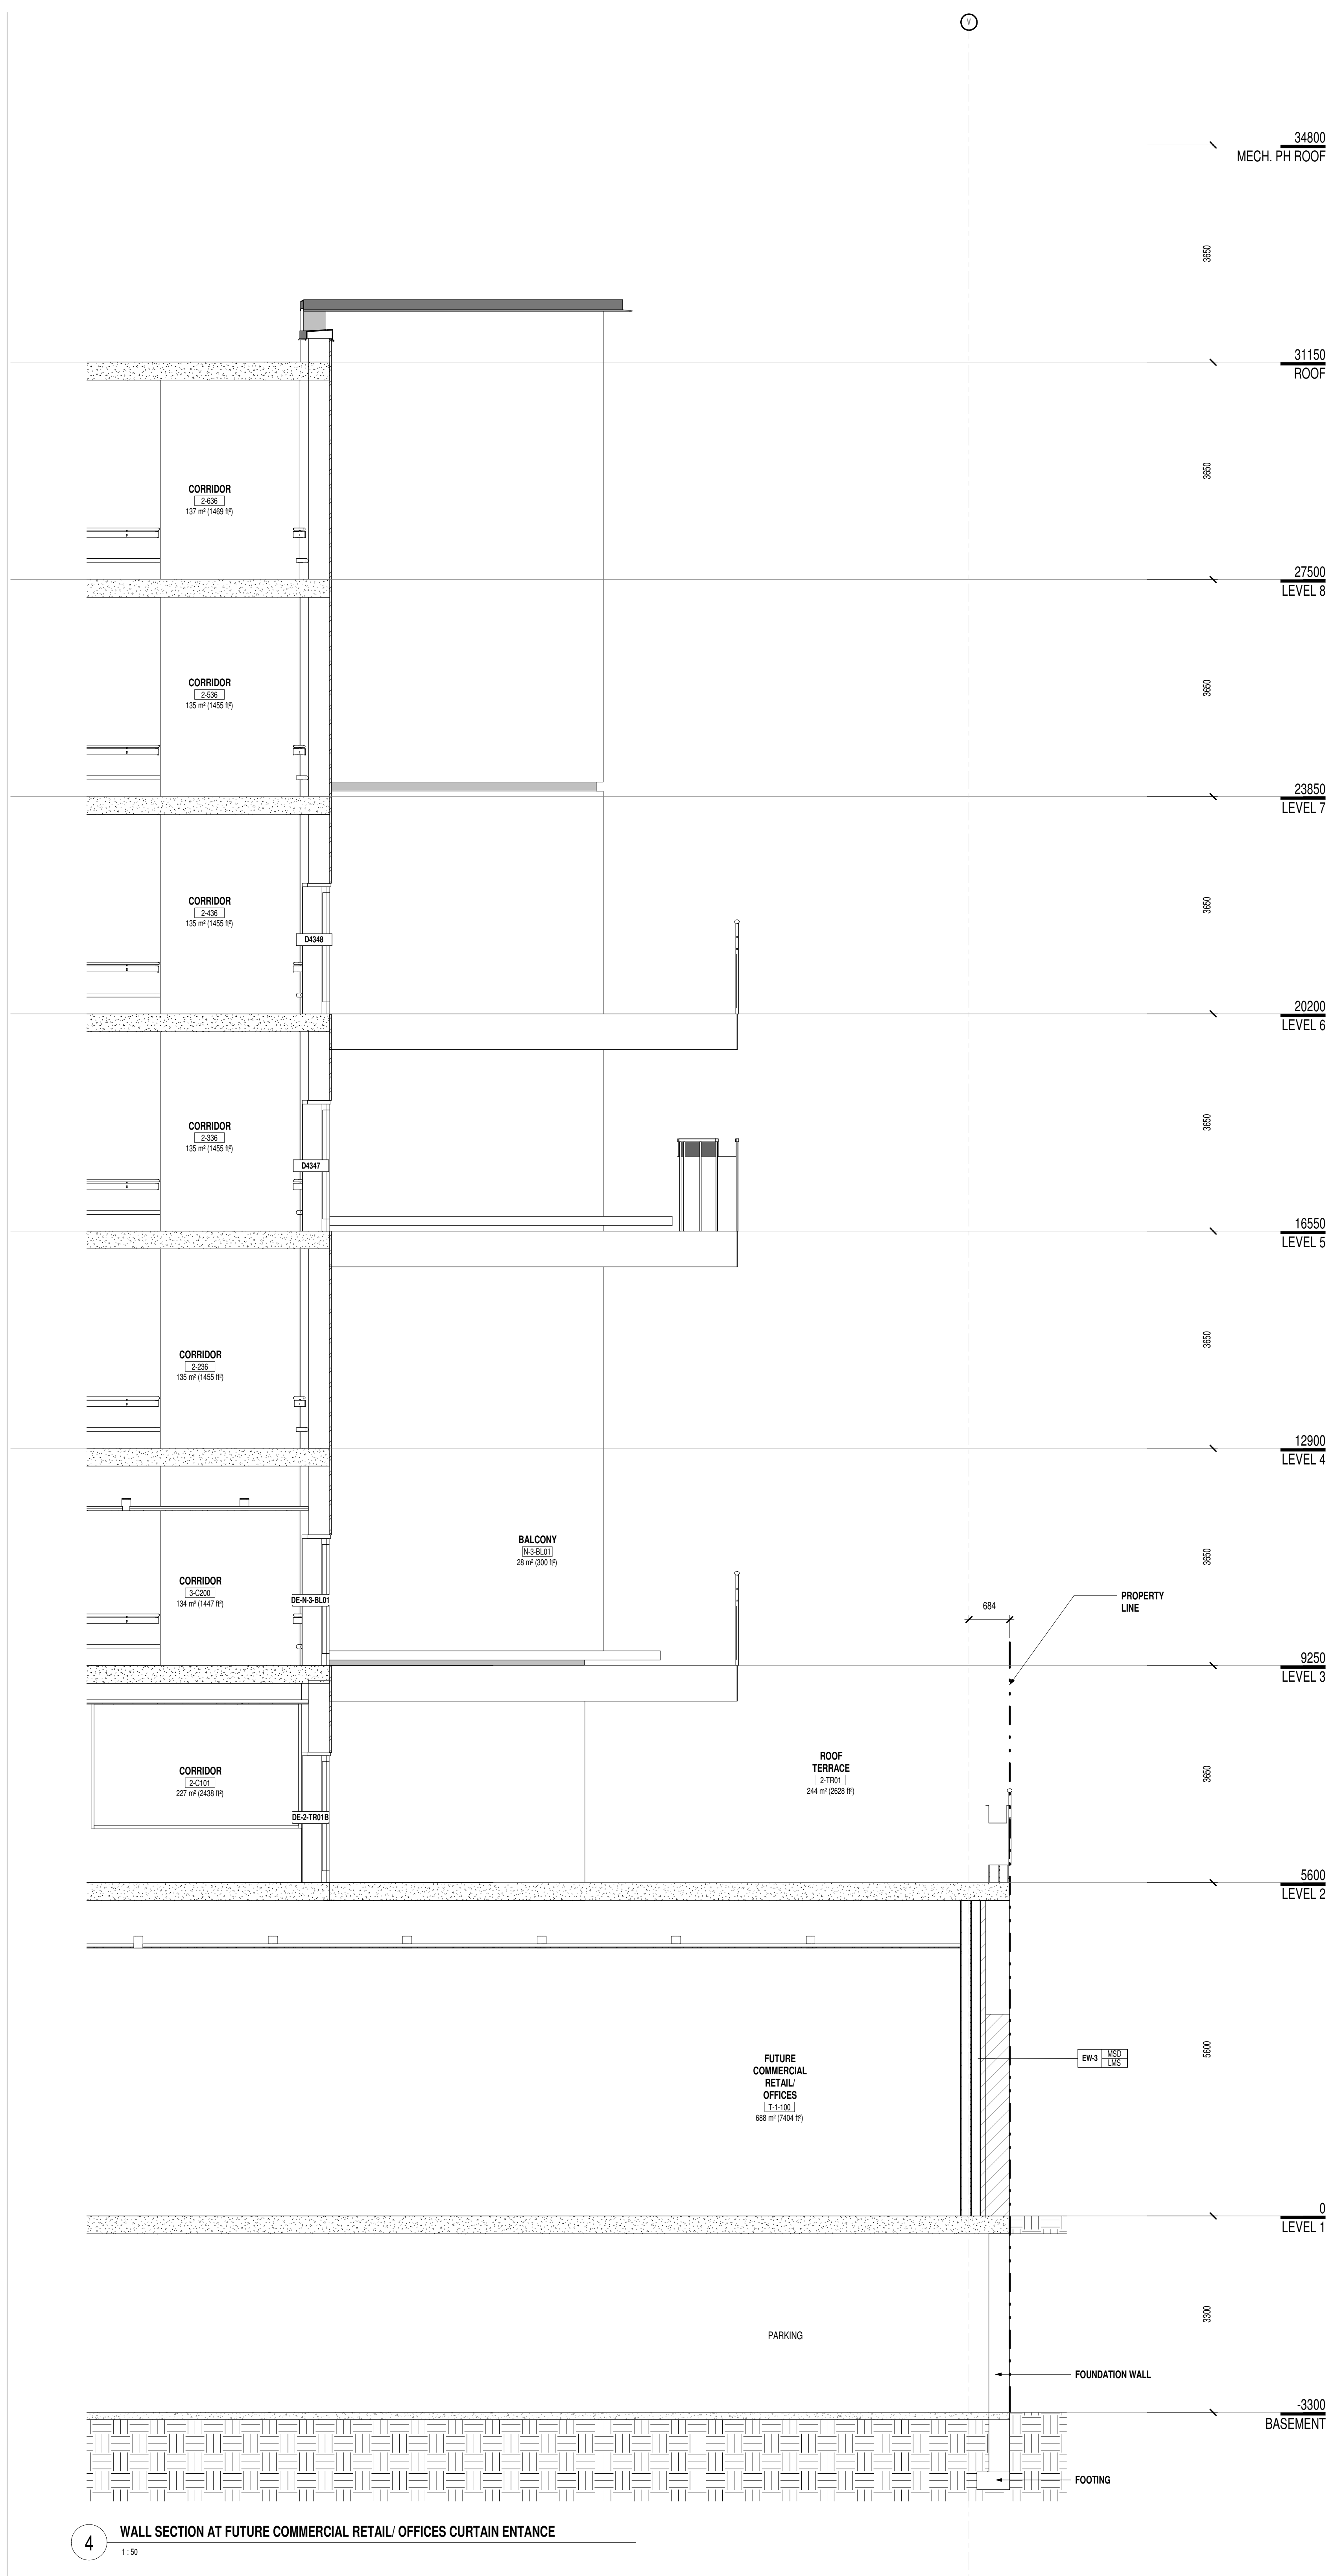 V
34800
MECH. PH ROOF
3650
31150
ROOF
3650
CORRIDOR
2-636
137 m² (1469 ft²)
27500
LEVEL 8
CORRIDOR
2-536
135 m² (1455 ft²)
3650
23850
LEVEL 7
CORRIDOR
2-436
135 m² (1455 ft²)
3650
D4348
20200
LEVEL 6
CORRIDOR
2-336
135 m² (1455 ft²)
3650
D4347
16550
LEVEL 5
CORRIDOR
2-236
135 m² (1455 ft²)
3650
12900
LEVEL 4
BALCONY
N-3-BL01
28 m² (300 ft²)
3650
CORRIDOR
3-C200
134 m² (1447 ft²)
DE-N-3-BL01
PROPERTY
LINE
684
9250
LEVEL 3
ROOF
TERRACE
2-TR01
244 m² (2628 ft²)
3650
CORRIDOR
2-C101
227 m² (2438 ft²)
DE-2-TR01B
5600
LEVEL 2
FUTURE
COMMERCIAL
RETAIL/
OFFICES
T-1-100
688 m² (7404 ft²)
EW-3
MSD
LMS
5600
0
LEVEL 1
3300
PARKING
FOUNDATION WALL
-3300
BASEMENT
FOOTING
4
WALL SECTION AT FUTURE COMMERCIAL RETAIL/ OFFICES CURTAIN ENTANCE
1 : 50